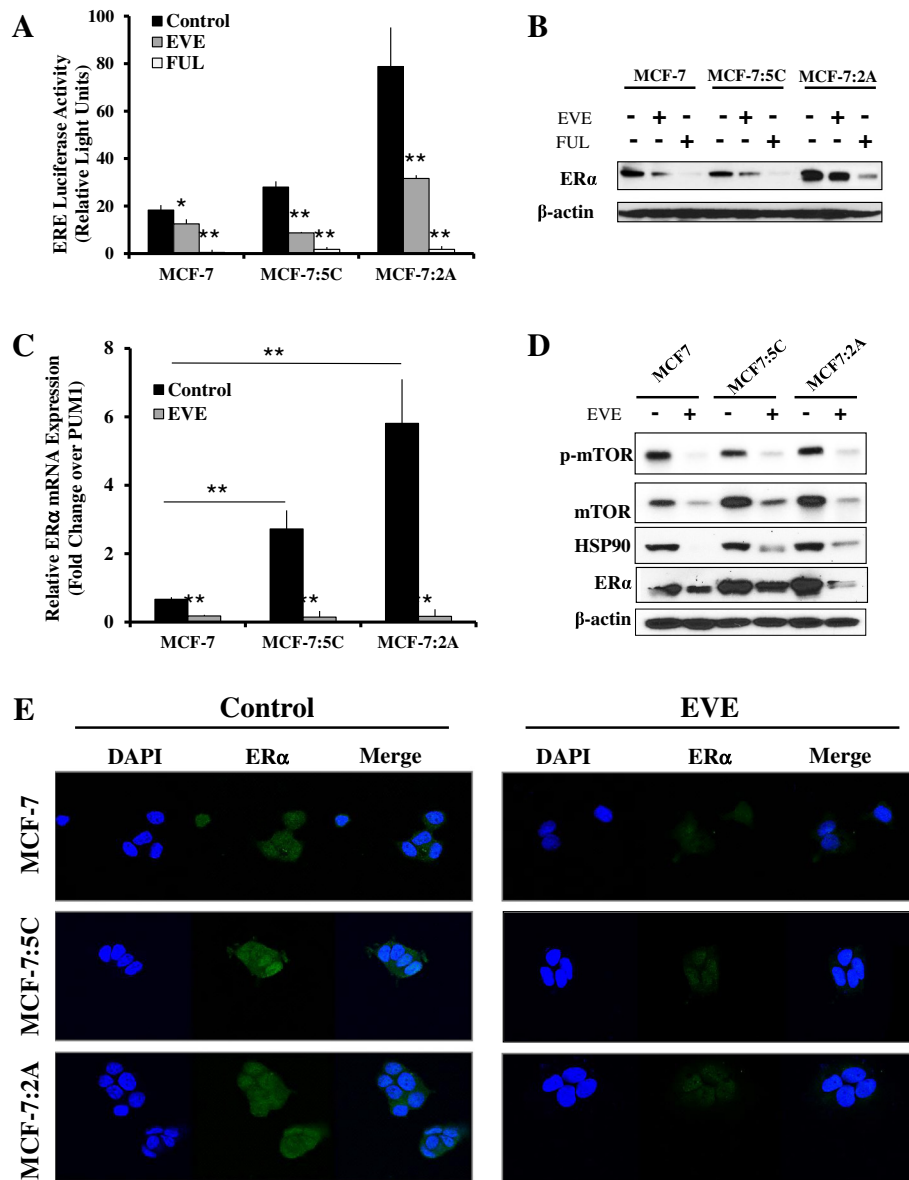 A
ERE Luciferase Activity
(Relative Light Units)
100
80
60
40
20
0
Control
EVE
FUL
*
**
**
**
**
**
MCF-7
MCF-7:5C
MCF-7:2A
B
MCF-7
MCF-7:5C
MCF-7:2A
EVE
- + - - + - - + -
FUL
- - + - - + - - +
ERα
β-actin
C
Relative ERα mRNA Expression
(Fold Change over PUM1)
8
6
4
2
0
Control
EVE
**
**
**
**
**
MCF-7
MCF-7:5C
MCF-7:2A
D
MCF7
MCF7:5C
MCF7:2A
EVE
- + - + - +
p-mTOR
mTOR
HSP90
ERα
β-actin
E
Control
EVE
DAPI
ERα
Merge
DAPI
ERα
Merge
MCF-7
MCF-7:5C
MCF-7:2A